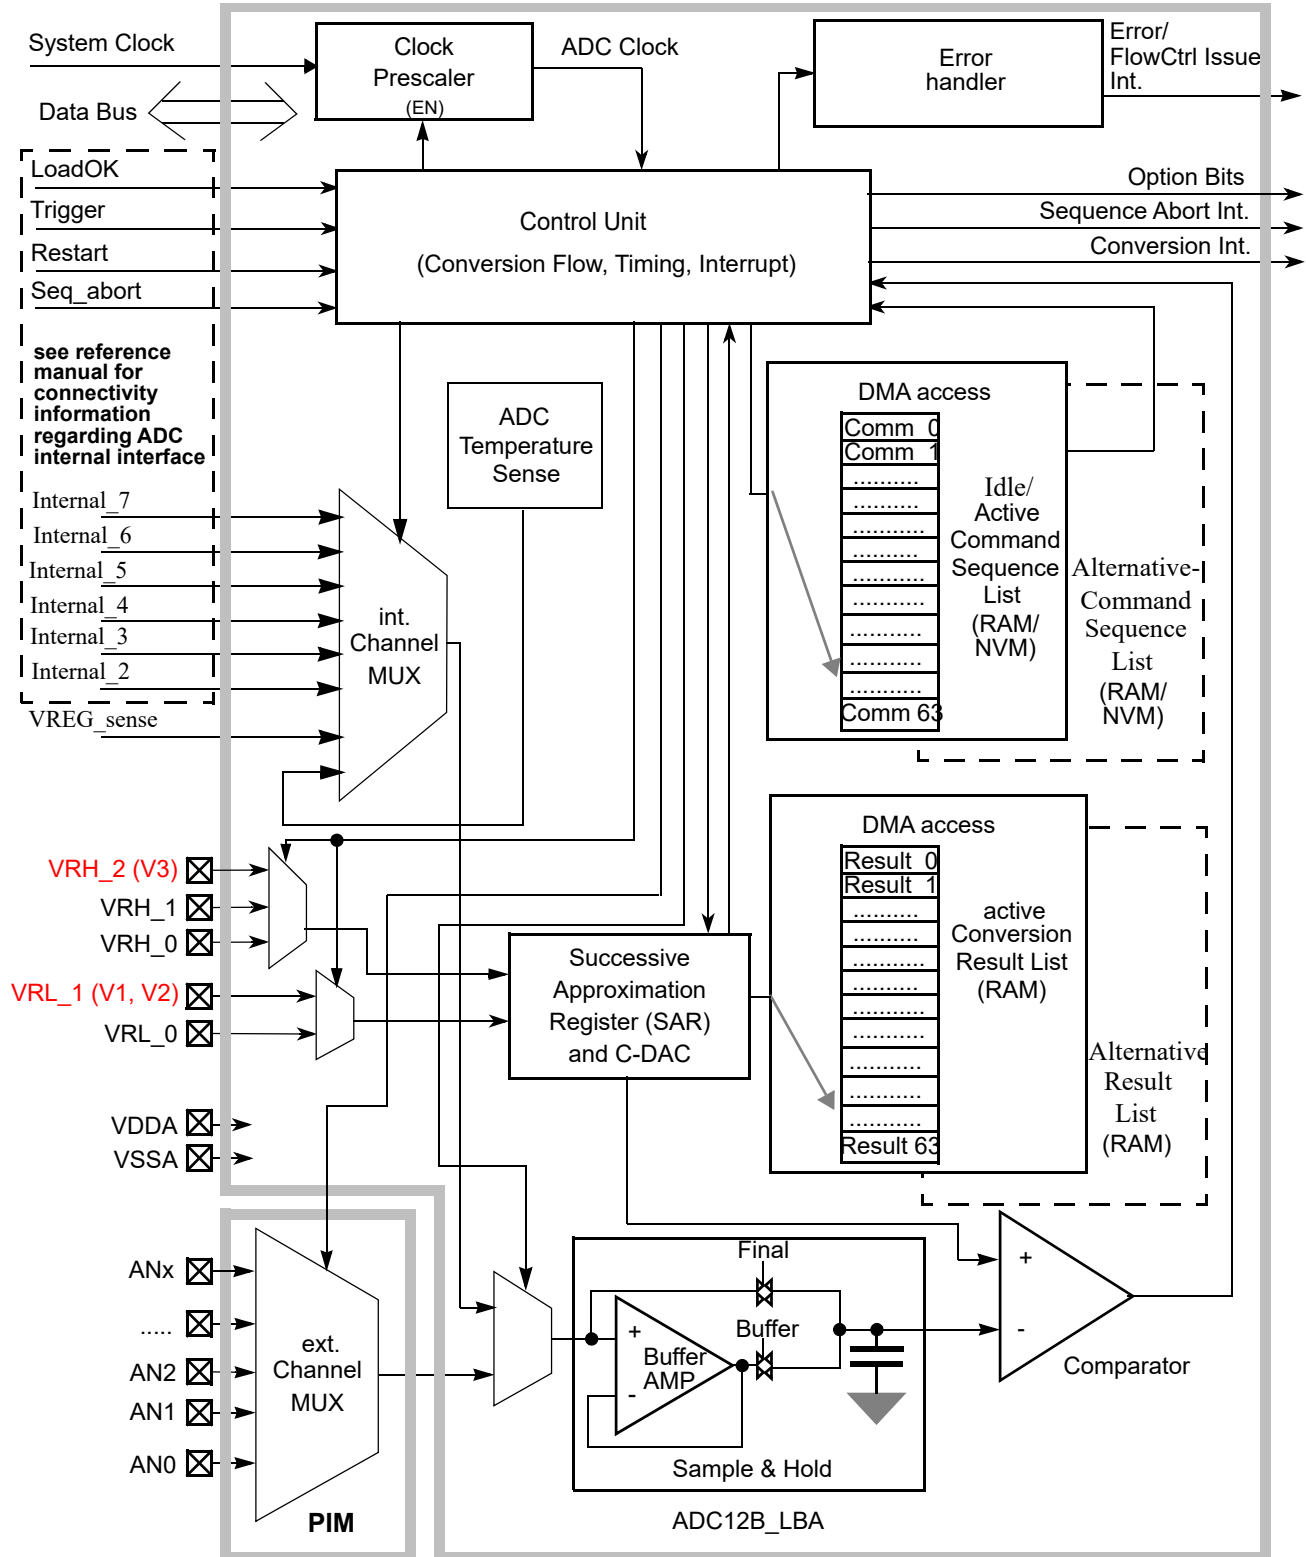 System Clock
Data Bus
Clock
Prescaler
(EN)
ADC Clock
Error
handler
Error/
FlowCtrl Issue
Int.
LoadOK
Trigger
Restart
Seq_abort
Control Unit
(Conversion Flow, Timing, Interrupt)
Option Bits
Sequence Abort Int.
Conversion Int.
see reference
manual for
connectivity
information
regarding ADC
internal interface
Internal_7
Internal_6
Internal_5
Internal_4
Internal_3
Internal_2
VREG_sense
ADC
Temperature
Sense
int.
Channel
MUX
DMA access
Comm 0
Comm 1
..........
..........
...........
..........
...........
...........
...........
...........
...........
Comm 63
Idle/
Active
Command
Sequence
List
(RAM/
NVM)
Alternative-
Command
Sequence
List
(RAM/
NVM)
VRH_2 (V3)
VRH_1
VRH_0
VRL_1 (V1, V2)
VRL_0
VDDA
VSSA
Successive
Approximation
Register (SAR)
and C-DAC
DMA access
Result 0
Result 1
..........
..........
...........
..........
...........
...........
...........
...........
...........
Result 63
active
Conversion
Result List
(RAM)
Alternative
Result
List
(RAM)
ANx
.....
AN2
AN1
AN0
ext.
Channel
MUX
PIM
Final
Buffer
+
-
Buffer
AMP
Sample & Hold
+
-
Comparator
ADC12B_LBA